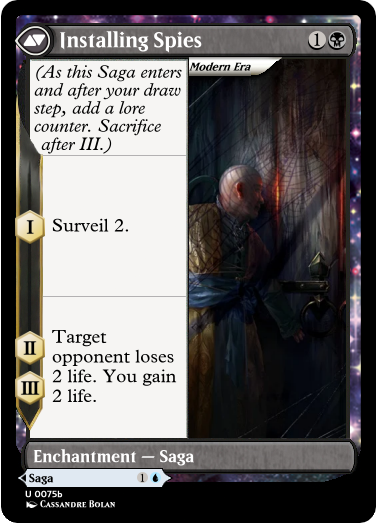 Installing Spies 1
Modern Era
(As this Saga enters
and after your draw
step, add a lore
counter. Sacrifice
after III.)
I Surveil 2.
II Target
opponent loses
III 2 life. You gain
2 life.
Enchantment — Saga
Saga 1
U 0075b
Cassandre Bolan